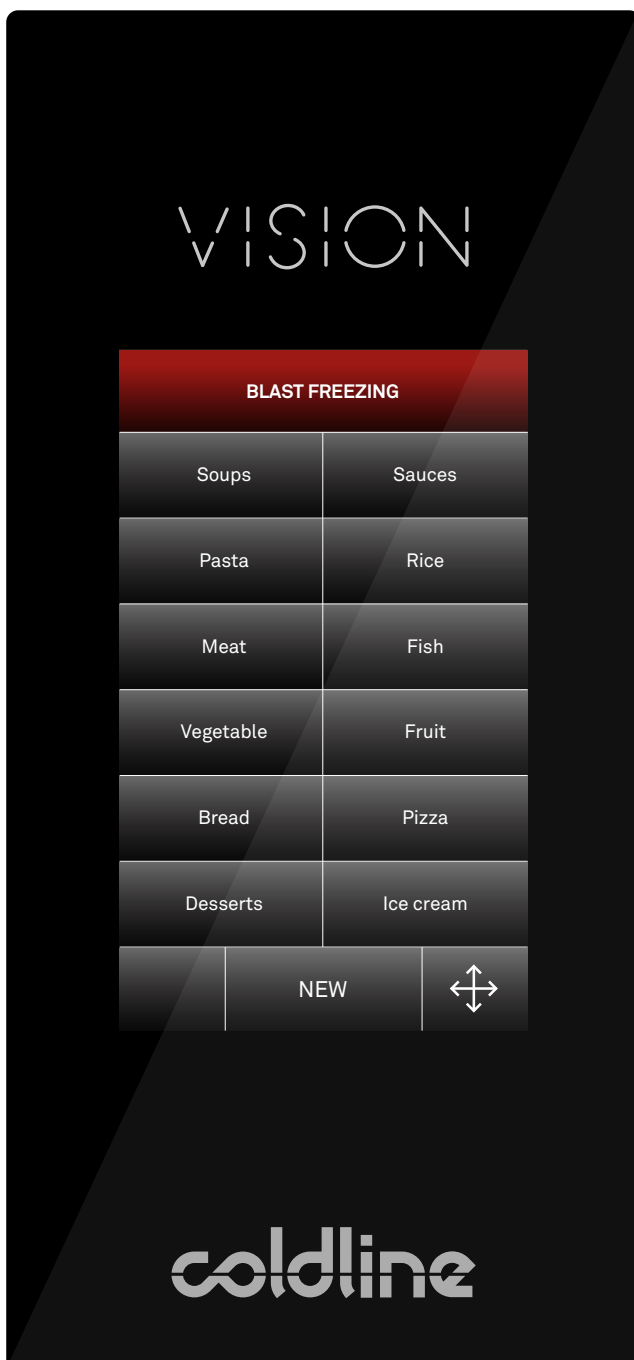 VISION
BLAST FREEZING
Soups Sauces
Pasta Rice
Meat Fish
Vegetable Fruit
Bread Pizza
Desserts Ice cream
NEW
coldline